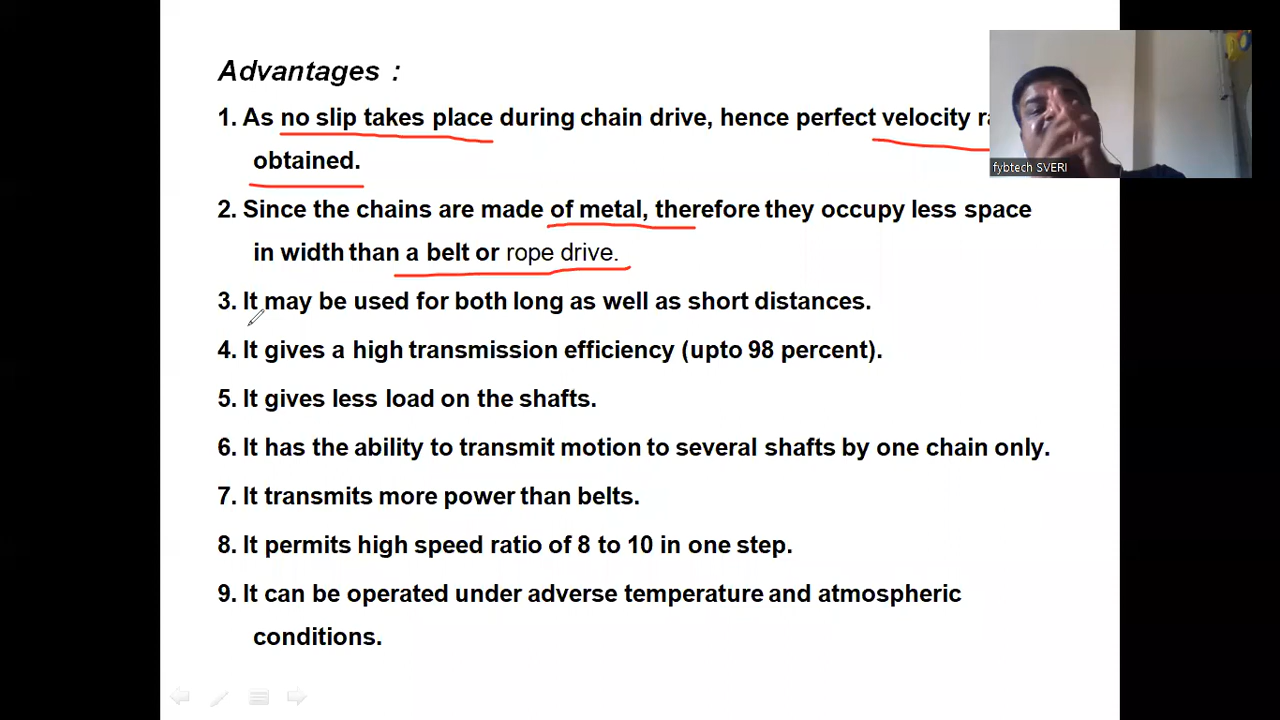 Advantages :
1. As no slip takes place during chain drive, hence perfect velocity
obtained.
fybtech SVERI
2. Since the chains are made of metal, therefore they occupy less space
in width than a belt or rope drive.
3. It may be used for both long as well as short distances.
4. It gives a high transmission efficiency (upto 98 percent).
5. It gives less load on the shafts.
6. It has the ability to transmit motion to several shafts by one chain only.
7. It transmits more power than belts.
8. It permits high speed ratio of 8 to 10 in one step.
9. It can be operated under adverse temperature and atmospheric
conditions.